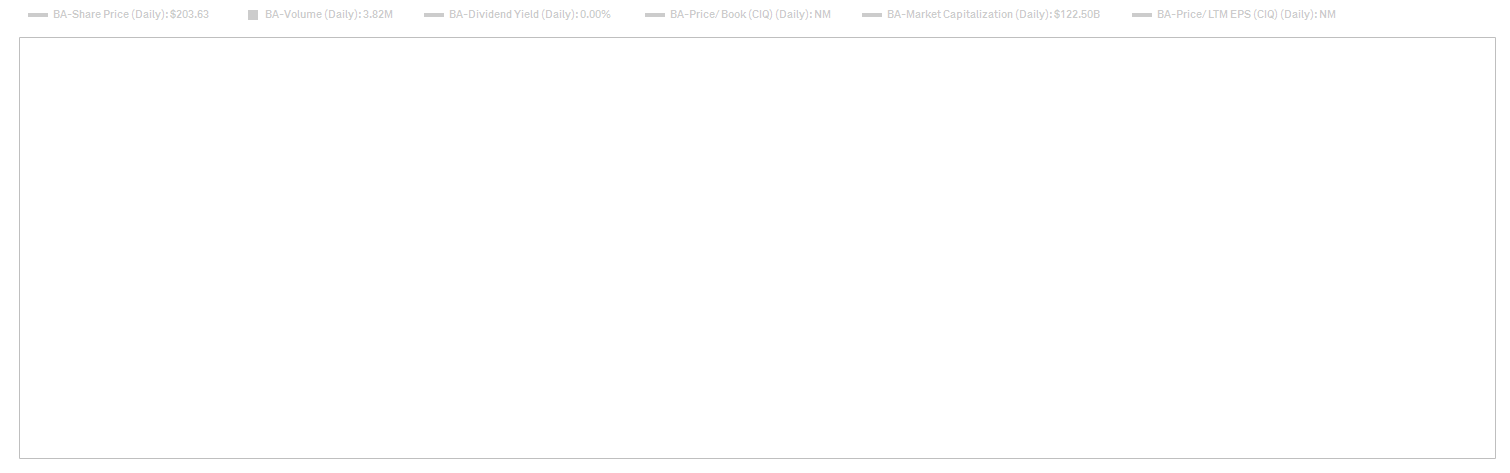 BA-Share Price (Daily): $203.63 BA-Volume (Daily): 3.82M BA-Dividend Yield (Daily): 0.00% BA-Price/ Book (CIQ) (Daily): NM BA-Market Capitalization (Daily): $122.50B BA-Price/ LTM EPS (CIQ) (Daily): NM